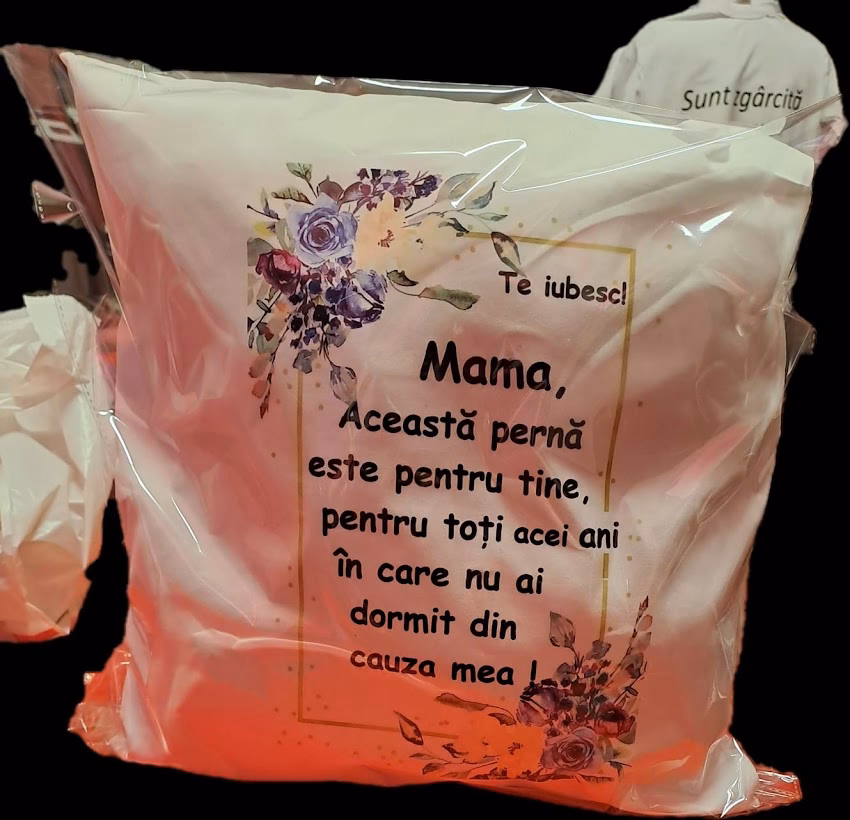 Sunt zgârcită
Te iubesc!
Mama,
Această pernă
este pentru tine,
pentru toți acei ani
în care nu ai
dormit din
cauza mea !